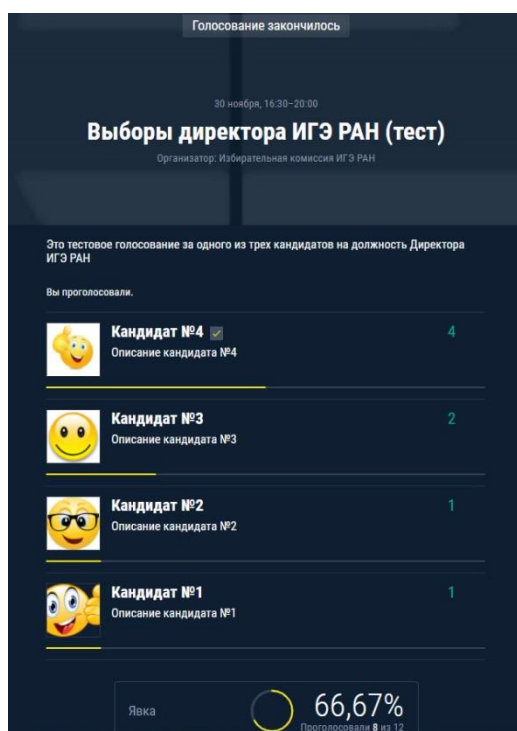 Голосование закончилось
30 ноября, 16:30–20:00
Выборы директора ИГЭ РАН (тест)
Организатор: Избирательная комиссия ИГЭ РАН
Это тестовое голосование за одного из трех кандидатов на должность Директора
ИГЭ РАН
Вы проголосовали.
Кандидат №4
4
Описание кандидата №4
Кандидат №3
2
Описание кандидата №3
Кандидат №2
1
Описание кандидата №2
Кандидат №1
1
Описание кандидата №1
Явка
66,67%
Проголосовали 8 из 12